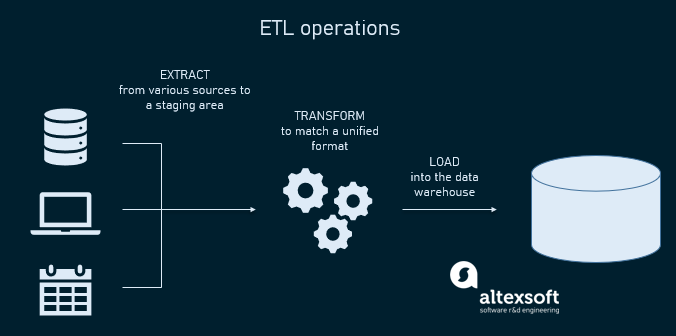 ETL operations
EXTRACT
from various sources to
a staging area
TRANSFORM
to match a unified
format
LOAD
into the data
warehouse
altexsoft
software r&d engineering